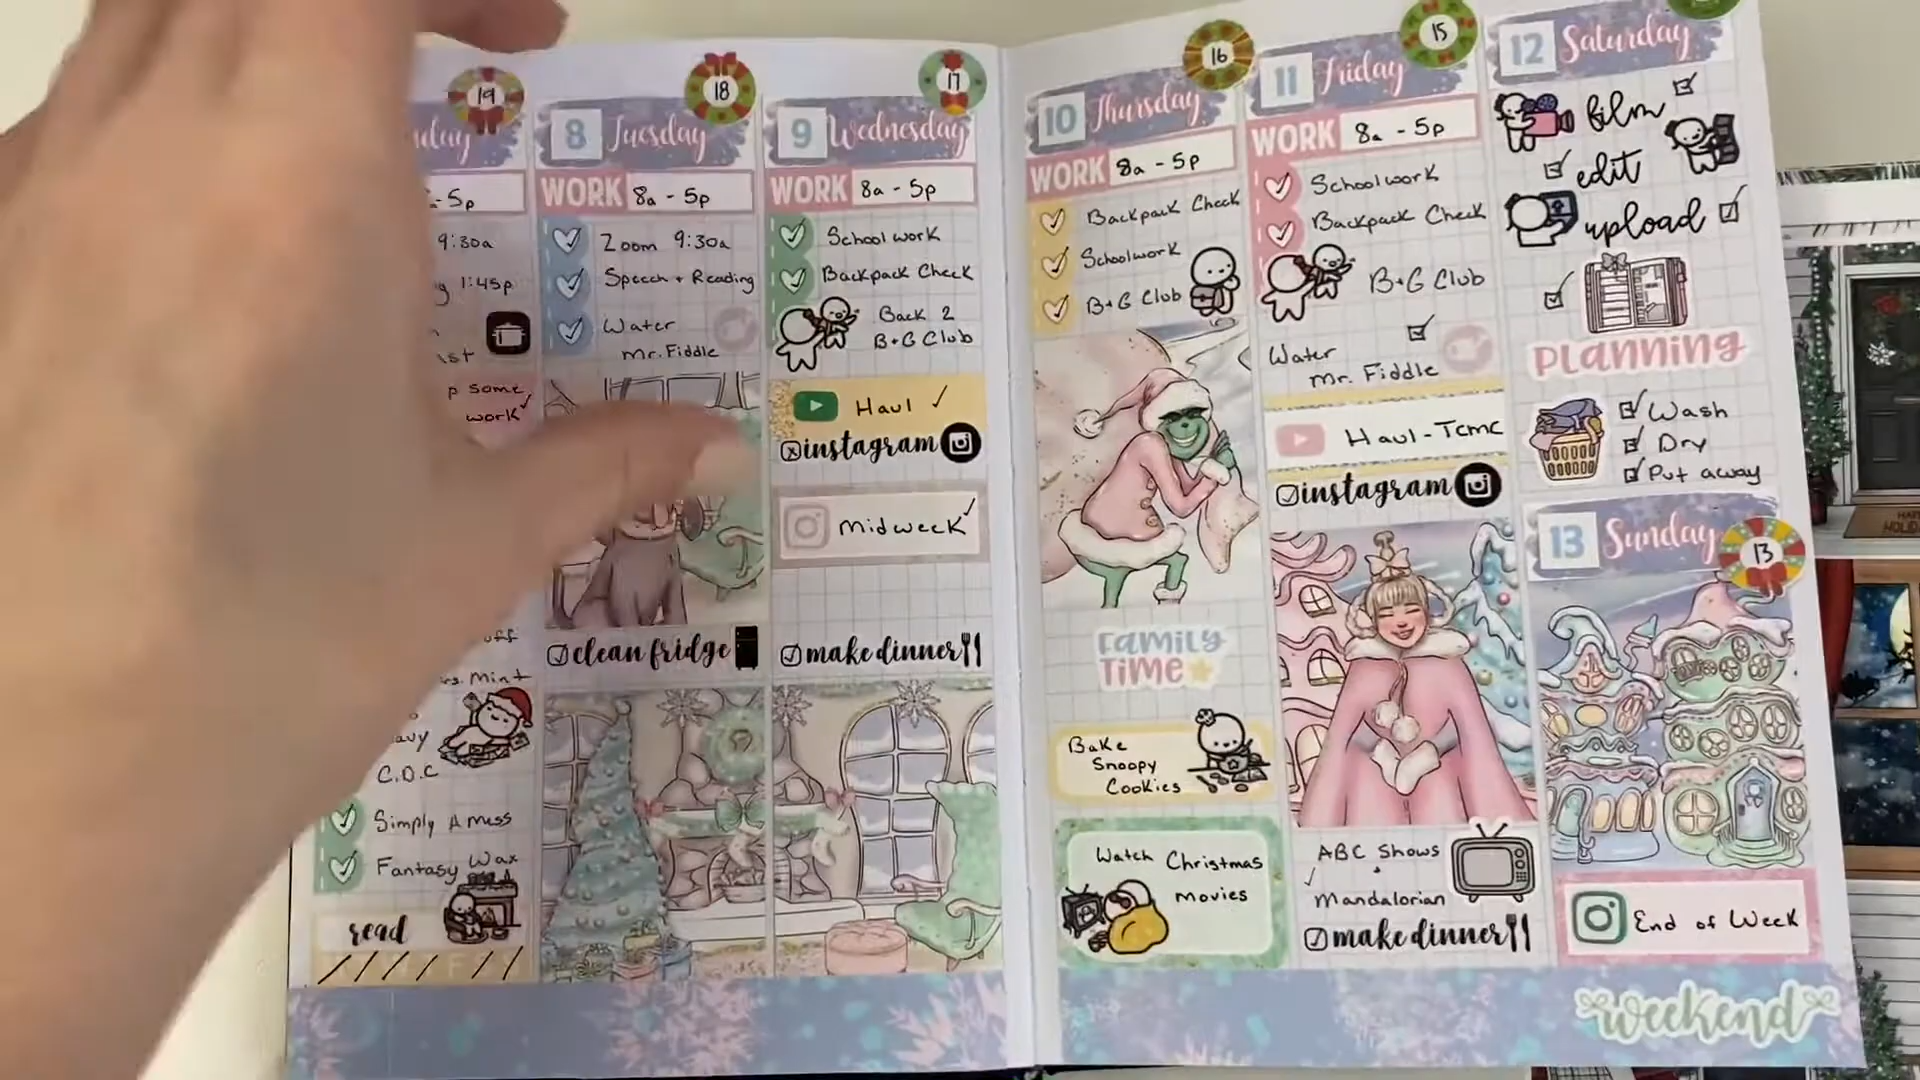 19
5p
9:30a
1:45p
p some
work
Mrs. Mint
C.D.C
Simply A mess
Fantasy Wax
read
18
8 Tuesday
WORK 8a - 5p
Zoom 9:30a
Speech + Reading
Water
Mr. Fiddle
clean fridge
17
9 Wednesday
WORK 8a - 5p
School work
Backpack Check
Back 2
B+G Club
Haul
instagram
Midweek
make dinner
16
10 Thursday
WORK 8a - 5p
Backpack Check
Schoolwork
B+G Club
FAMILY
TIME
Bake
Snoopy
Cookies
Watch Christmas
movies
15
11 Friday
WORK 8a - 5p
Schoolwork
Backpack Check
B+G Club
Water
Mr. Fiddle
Haul - TCMC
instagram
ABC Shows
+
Mandalorian
make dinner
12 Saturday
film
edit
upload
PLANNING
Wash
Dry
Put away
13 Sunday
13
End of Week
weekend